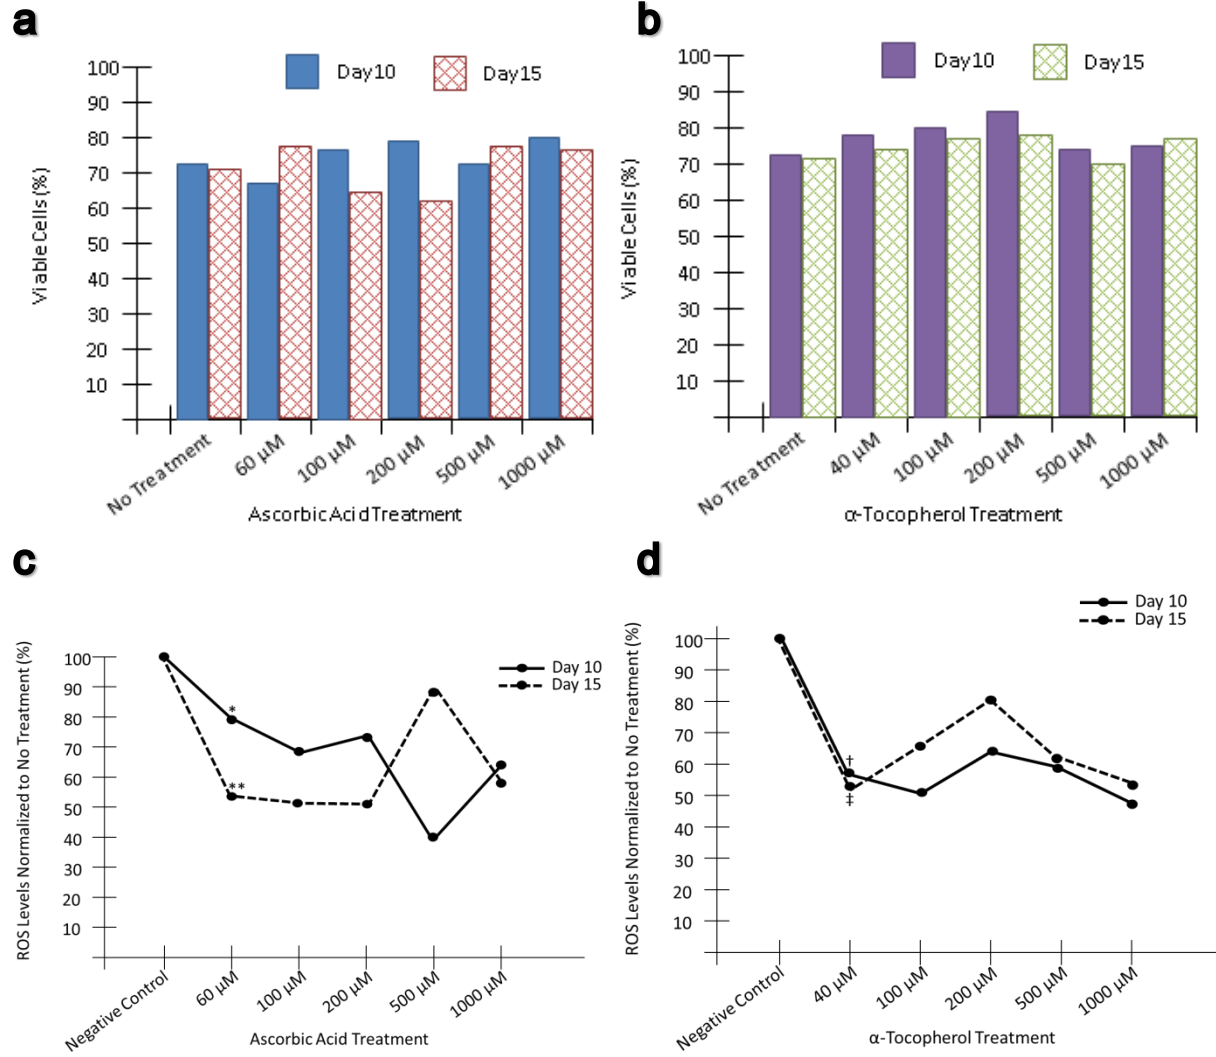 a
Day10 Day15
100
90
80
70
60
50
40
30
20
10
Viable Cells (%)
No Treatment 60 μM 100 μM 200 μM 500 μM 1000 μM
Ascorbic Acid Treatment
b
Day10 Day15
100
90
80
70
60
50
40
30
20
10
Viable Cells (%)
No Treatment 40 μM 100 μM 200 μM 500 μM 1000 μM
α-Tocopherol Treatment
c
Day 10
Day 15
100
90
80
70
60
50
40
30
20
10
ROS Levels Normalized to No Treatment (%)
*
**
Negative Control 60 μM 100 μM 200 μM 500 μM 1000 μM
Ascorbic Acid Treatment
d
Day 10
Day 15
100
90
80
70
60
50
40
30
20
10
ROS Levels Normalized to No Treatment (%)
†
‡
Negative Control 40 μM 100 μM 200 μM 500 μM 1000 μM
α-Tocopherol Treatment